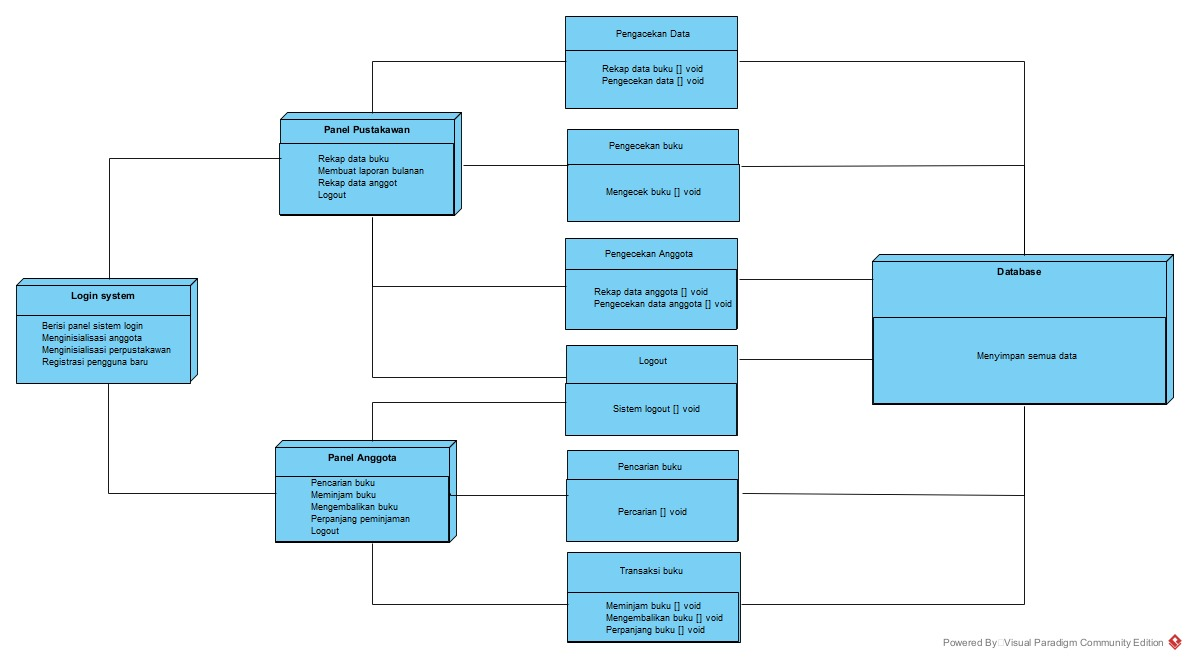 Pengacekan Data
Rekap data buku [] void
Pengecekan data [] void
Panel Pustakawan
Rekap data buku
Membuat laporan bulanan
Rekap data anggot
Logout
Pengecekan buku
Mengecek buku [] void
Pengecekan Anggota
Rekap data anggota [] void
Pengecekan data anggota [] void
Database
Menyimpan semua data
Login system
Berisi panel sistem login
Menginisialisasi anggota
Menginisialisasi perpustakawan
Registrasi pengguna baru
Logout
Sistem logout [] void
Panel Anggota
Pencarian buku
Meminjam buku
Mengembalikan buku
Perpanjang peminjaman
Logout
Pencarian buku
Percarian [] void
Transaksi buku
Meminjam buku [] void
Mengembalikan buku [] void
Perpanjang buku [] void
Powered By Visual Paradigm Community Edition